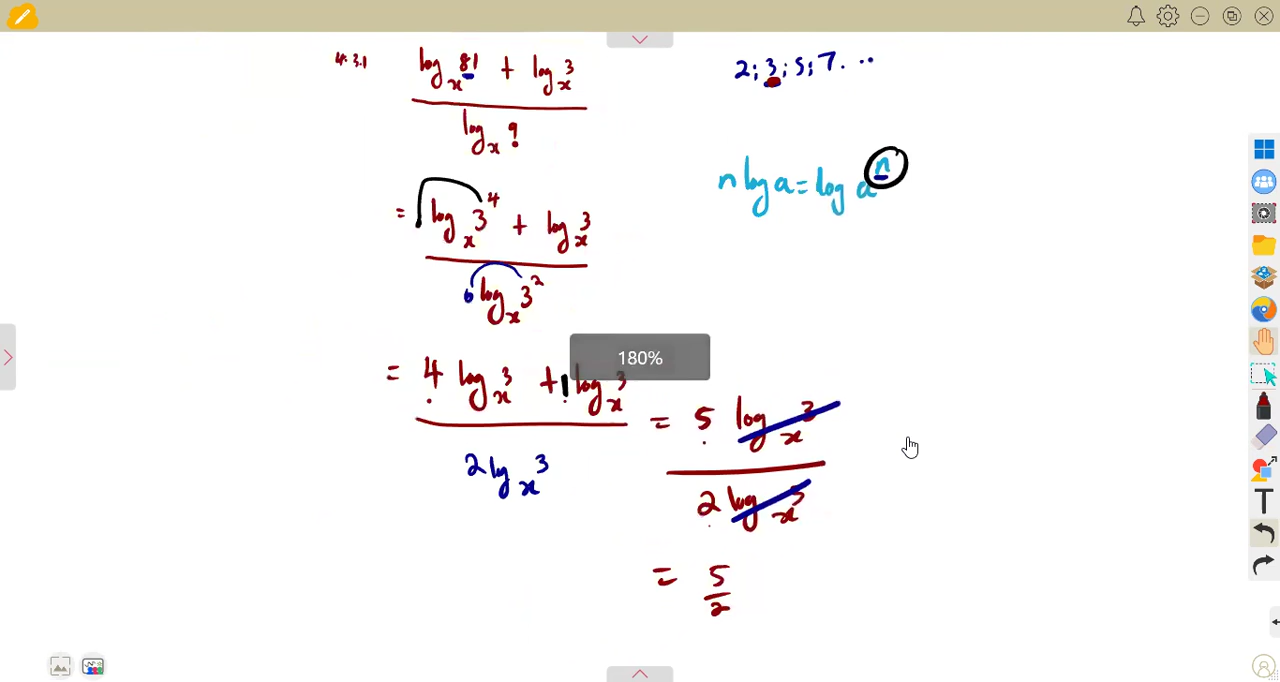 4.3.1
log_x 81 + log_x 3
log_x 9
= log_x 3^4 + log_x 3
log_x 3^2
= 4 log_x 3 + 1 log_x 3
2 log_x 3
= 5 log_x 3
2 log_x 3
= 5/2
2; 3; 5; 7. . .
n log a = log a^n
180%
T